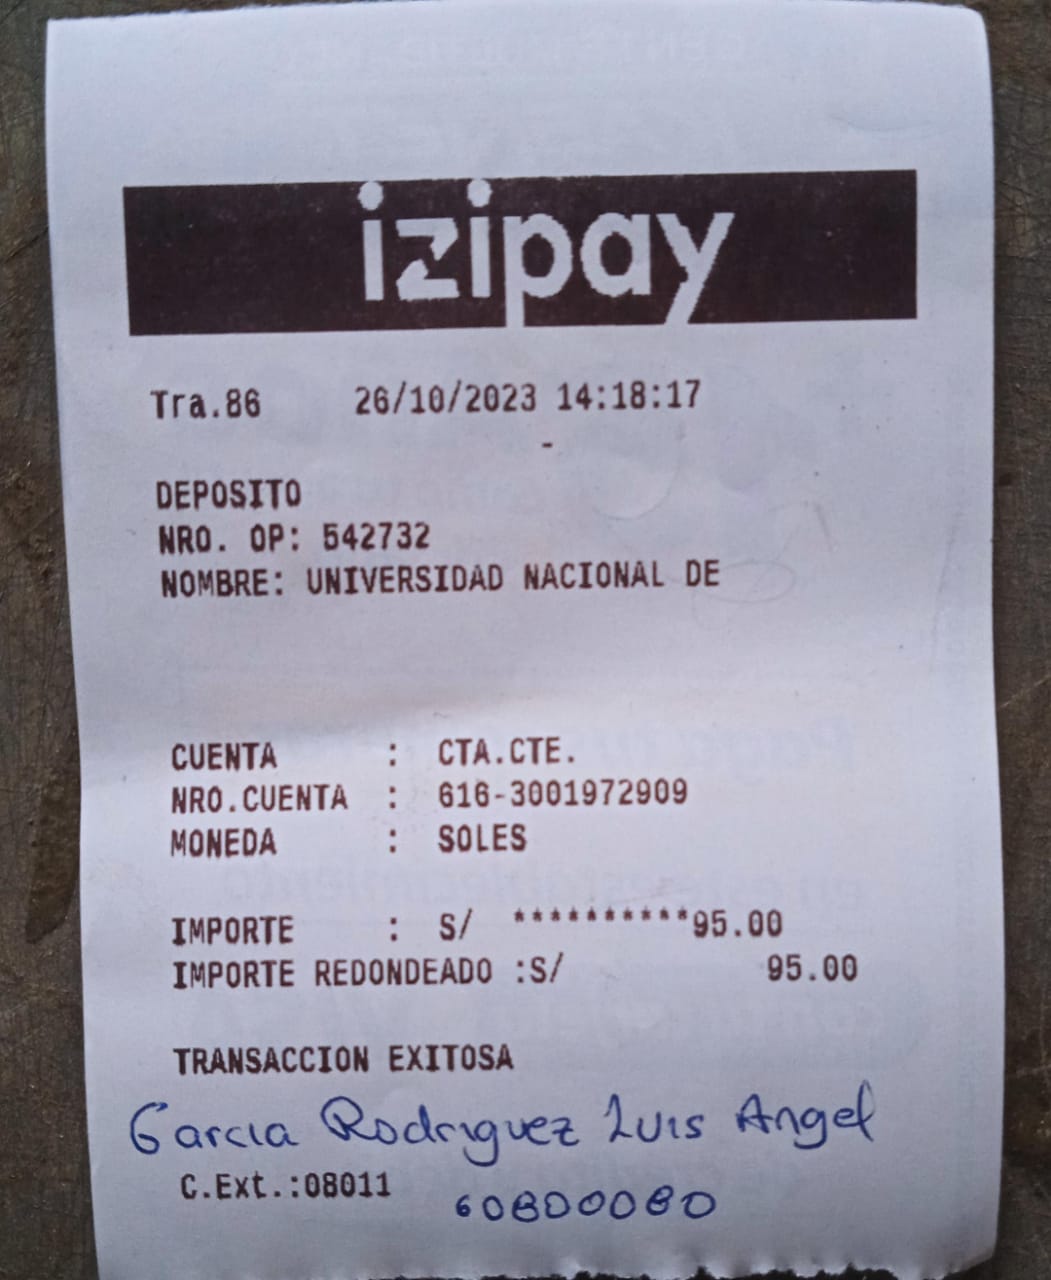 izipay
Tra.86 26/10/2023 14:18:17
-
DEPOSITO
NRO. OP: 542732
NOMBRE: UNIVERSIDAD NACIONAL DE
CUENTA : CTA.CTE.
NRO.CUENTA : 616-3001972909
MONEDA : SOLES
IMPORTE : S/ **********95.00
IMPORTE REDONDEADO :S/ 95.00
TRANSACCION EXITOSA
Garcia Rodriguez Luis Angel
C.Ext.:08011
60800080